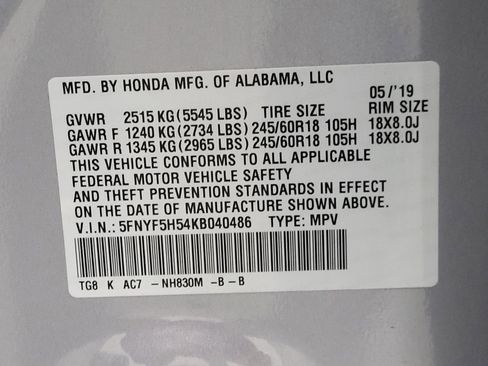 MFD. BY HONDA MFG. OF ALABAMA, LLC
05/'19
GVWR 2515 KG(5545 LBS) TIRE SIZE RIM SIZE
GAWR F 1240 KG(2734 LBS) 245/60R18 105H 18X8.0J
GAWR R 1345 KG(2965 LBS) 245/60R18 105H 18X8.0J
THIS VEHICLE CONFORMS TO ALL APPLICABLE
FEDERAL MOTOR VEHICLE SAFETY
AND THEFT PREVENTION STANDARDS IN EFFECT
ON THE DATE OF MANUFACTURE SHOWN ABOVE.
V.I.N.: 5FNYF5H54KB040486 TYPE: MPV
TG8 K AC7 -NH830M -B-B